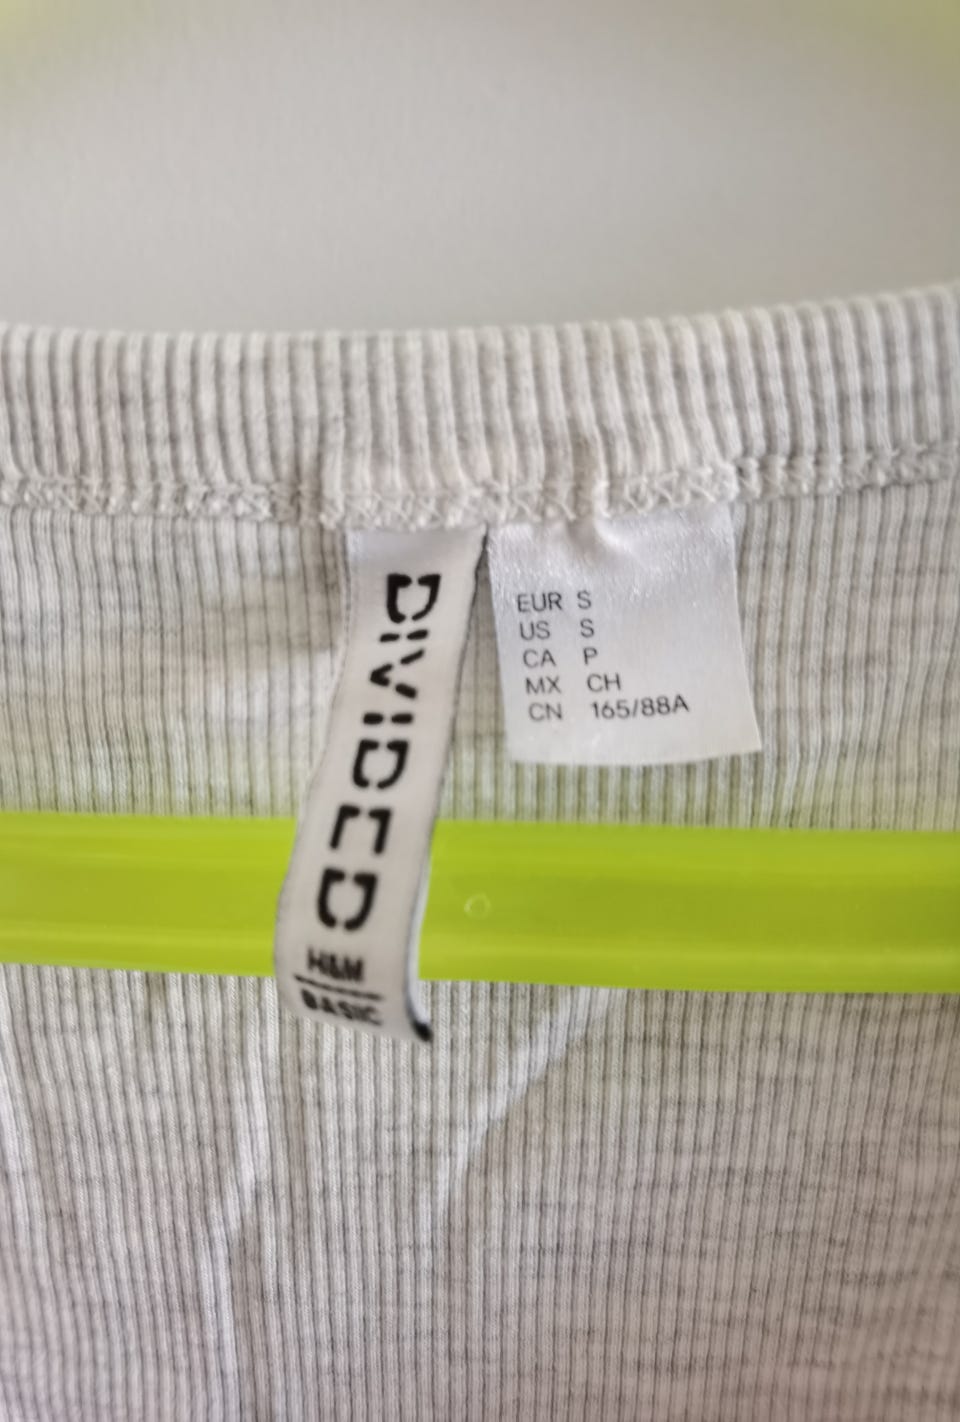 DIVIDED
H&M
BASIC
EUR S
US S
CA P
MX CH
CN 165/88A